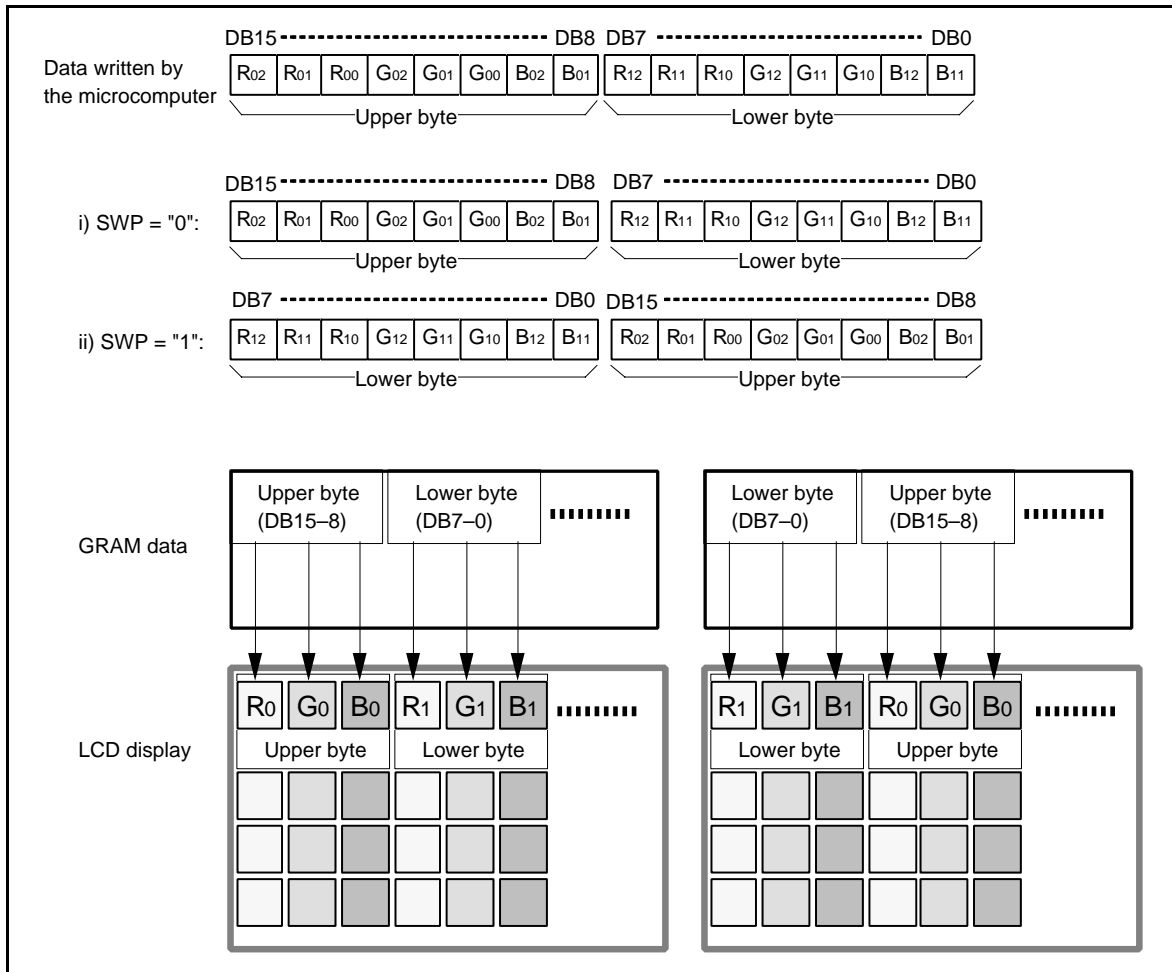 DB15 DB8 DB7 DB0
Data written by
the microcomputer
R02 R01 R00 G02 G01 G00 B02 B01 R12 R11 R10 G12 G11 G10 B12 B11
Upper byte Lower byte
DB15 DB8 DB7 DB0
i) SWP = "0": R02 R01 R00 G02 G01 G00 B02 B01 R12 R11 R10 G12 G11 G10 B12 B11
Upper byte Lower byte
DB7 DB0 DB15 DB8
ii) SWP = "1": R12 R11 R10 G12 G11 G10 B12 B11 R02 R01 R00 G02 G01 G00 B02 B01
Lower byte Upper byte
Upper byte Lower byte Lower byte Upper byte
(DB15–8) (DB7–0) (DB7–0) (DB15–8)
GRAM data
R0 G0 B0 R1 G1 B1 R1 G1 B1 R0 G0 B0
LCD display Upper byte Lower byte Lower byte Upper byte